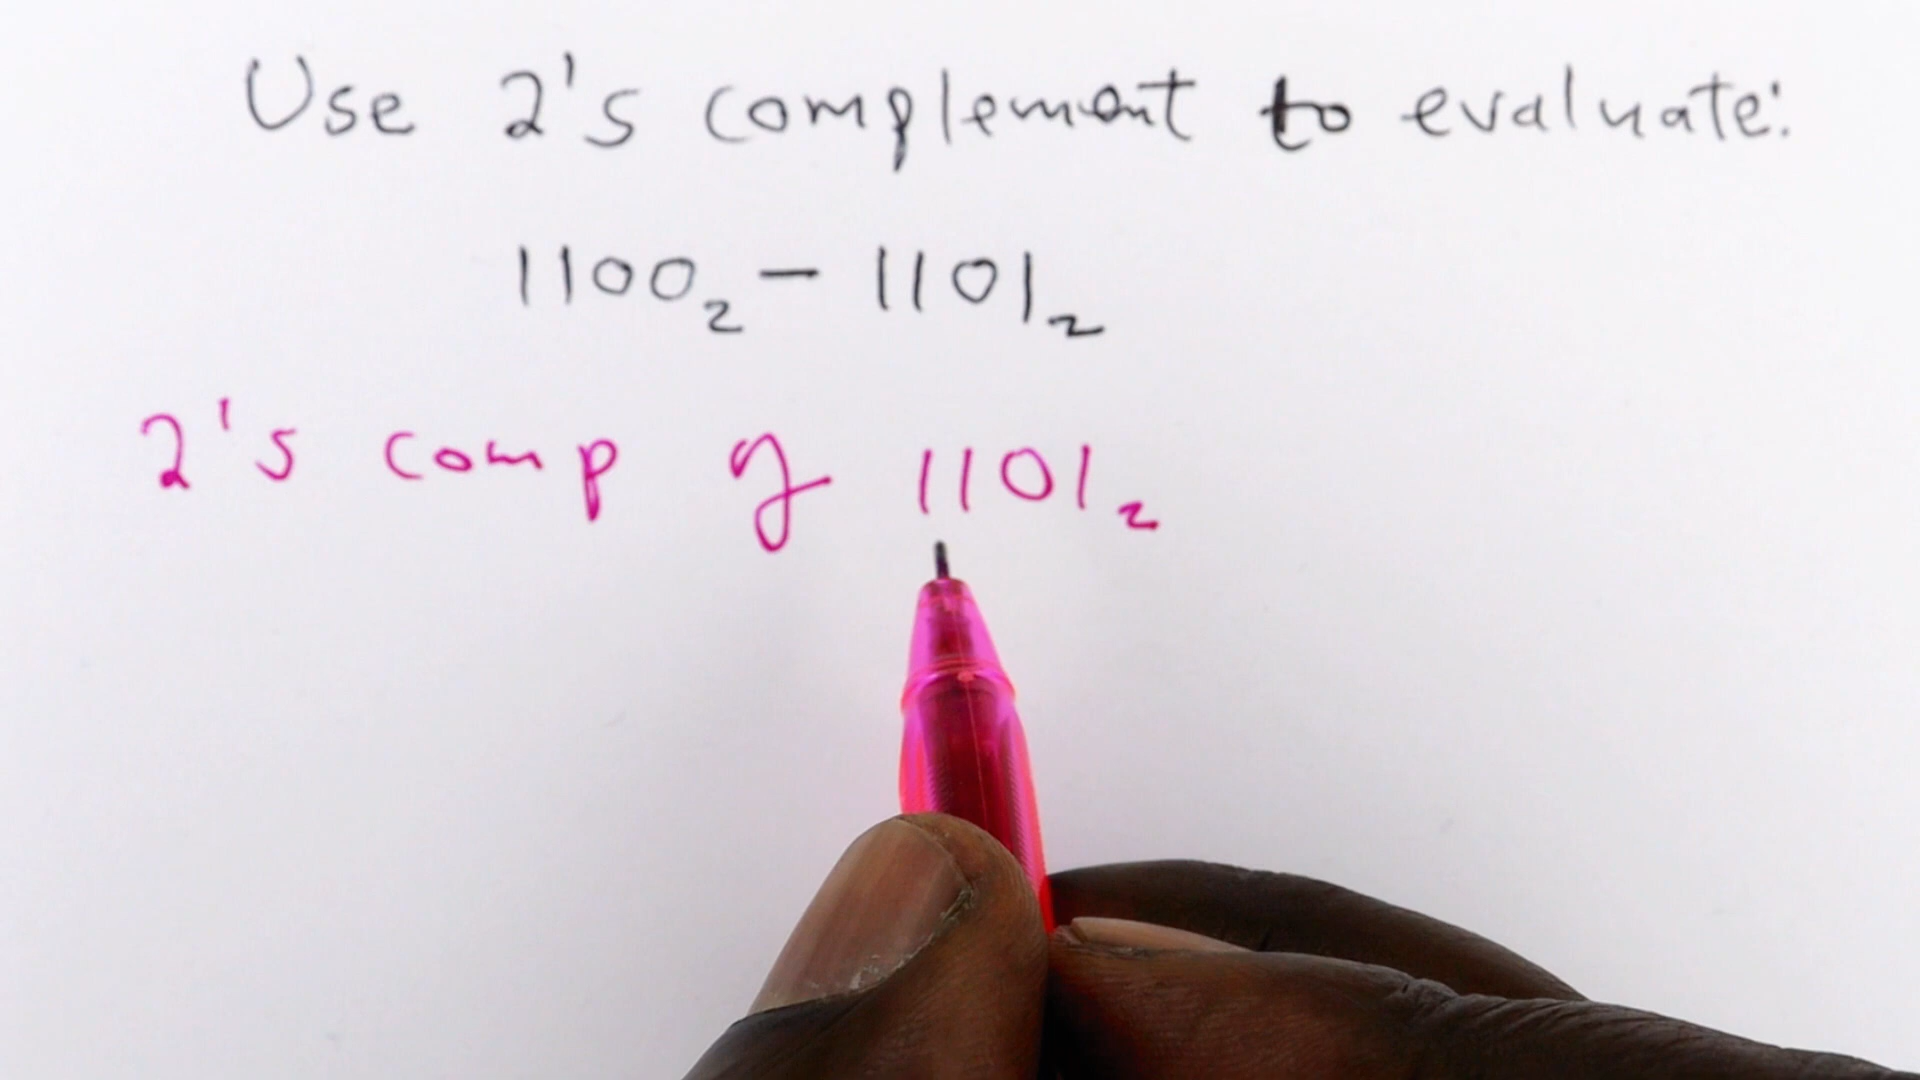 Use 2's complement to evaluate:
1100₂ - 1101₂
2's comp of 1101₂